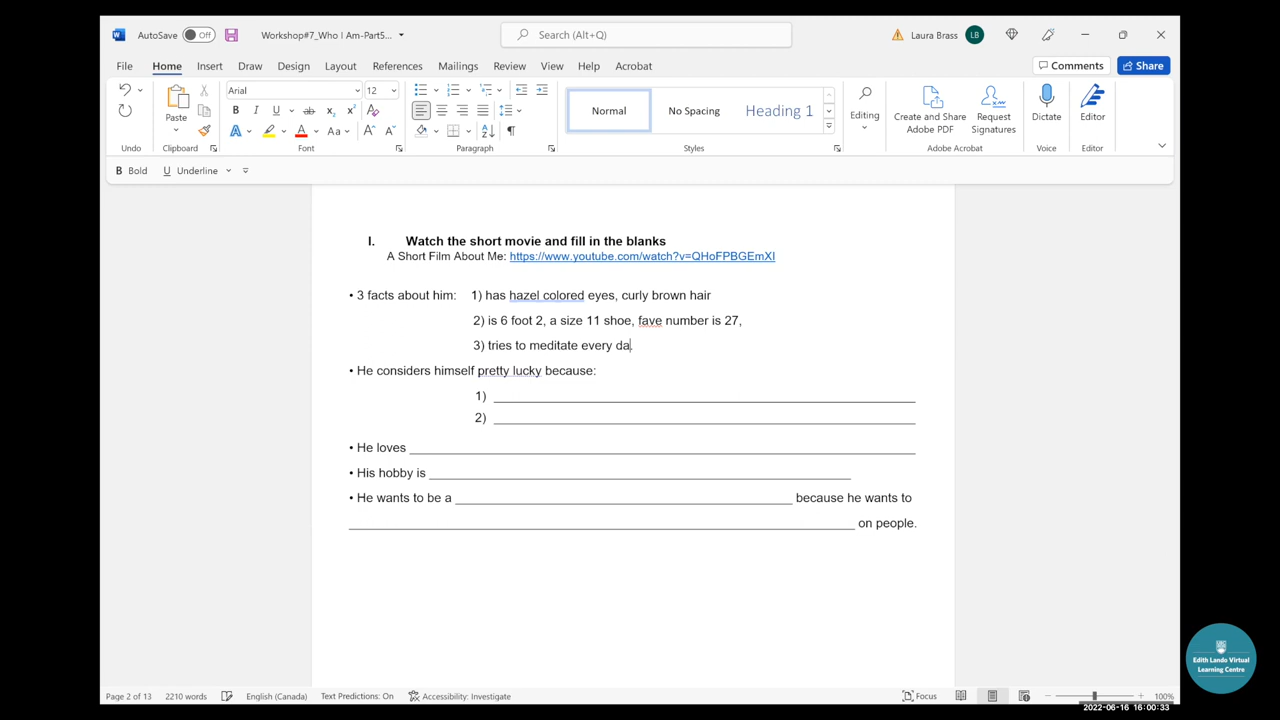 AutoSave Off Workshop#7_Who I Am-Part5... Search (Alt+Q) Laura Brass LB
File Home Insert Draw Design Layout References Mailings Review View Help Acrobat Comments Share
Arial 12 Normal No Spacing Heading 1
Paste Editing Create and Share Adobe PDF Request Signatures Dictate Editor
Undo Clipboard Font Paragraph Styles Adobe Acrobat Voice Editor
B Bold U Underline
I. Watch the short movie and fill in the blanks
A Short Film About Me: https://www.youtube.com/watch?v=QHoFPBGEmXI
• 3 facts about him: 1) has hazel colored eyes, curly brown hair
2) is 6 foot 2, a size 11 shoe, fave number is 27,
3) tries to meditate every da.
• He considers himself pretty lucky because:
1)
2)
• He loves
• His hobby is
• He wants to be a because he wants to
on people.
UBC
Edith Lando Virtual
Learning Centre
Page 2 of 13 2210 words English (Canada) Text Predictions: On Accessibility: Investigate Focus 100%
2022-06-16 16:00:33